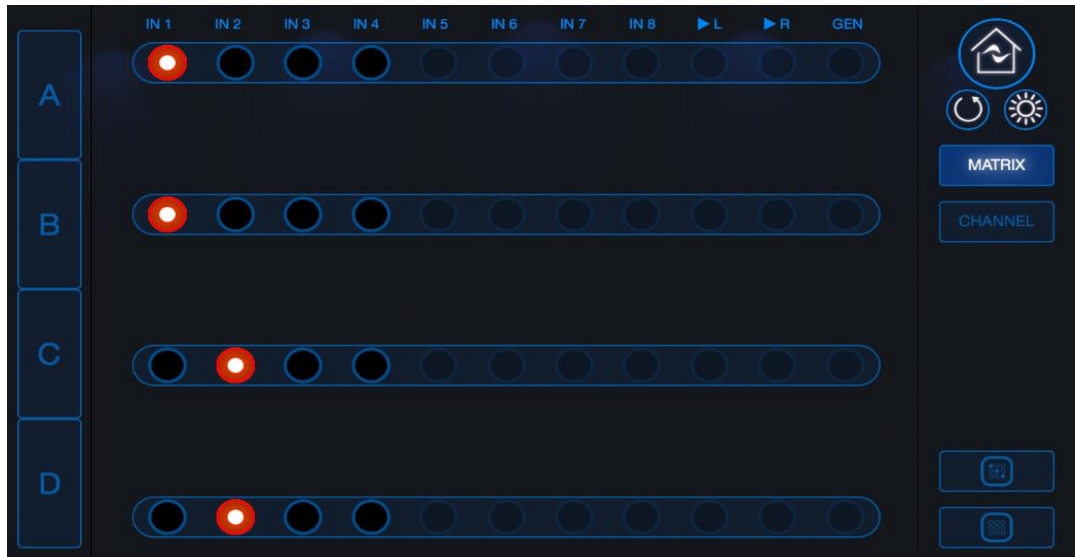 IN 1 IN 2 IN 3 IN 4 IN 5 IN 6 IN 7 IN 8 ▶ L ▶ R GEN
A
MATRIX
B
CHANNEL
C
D